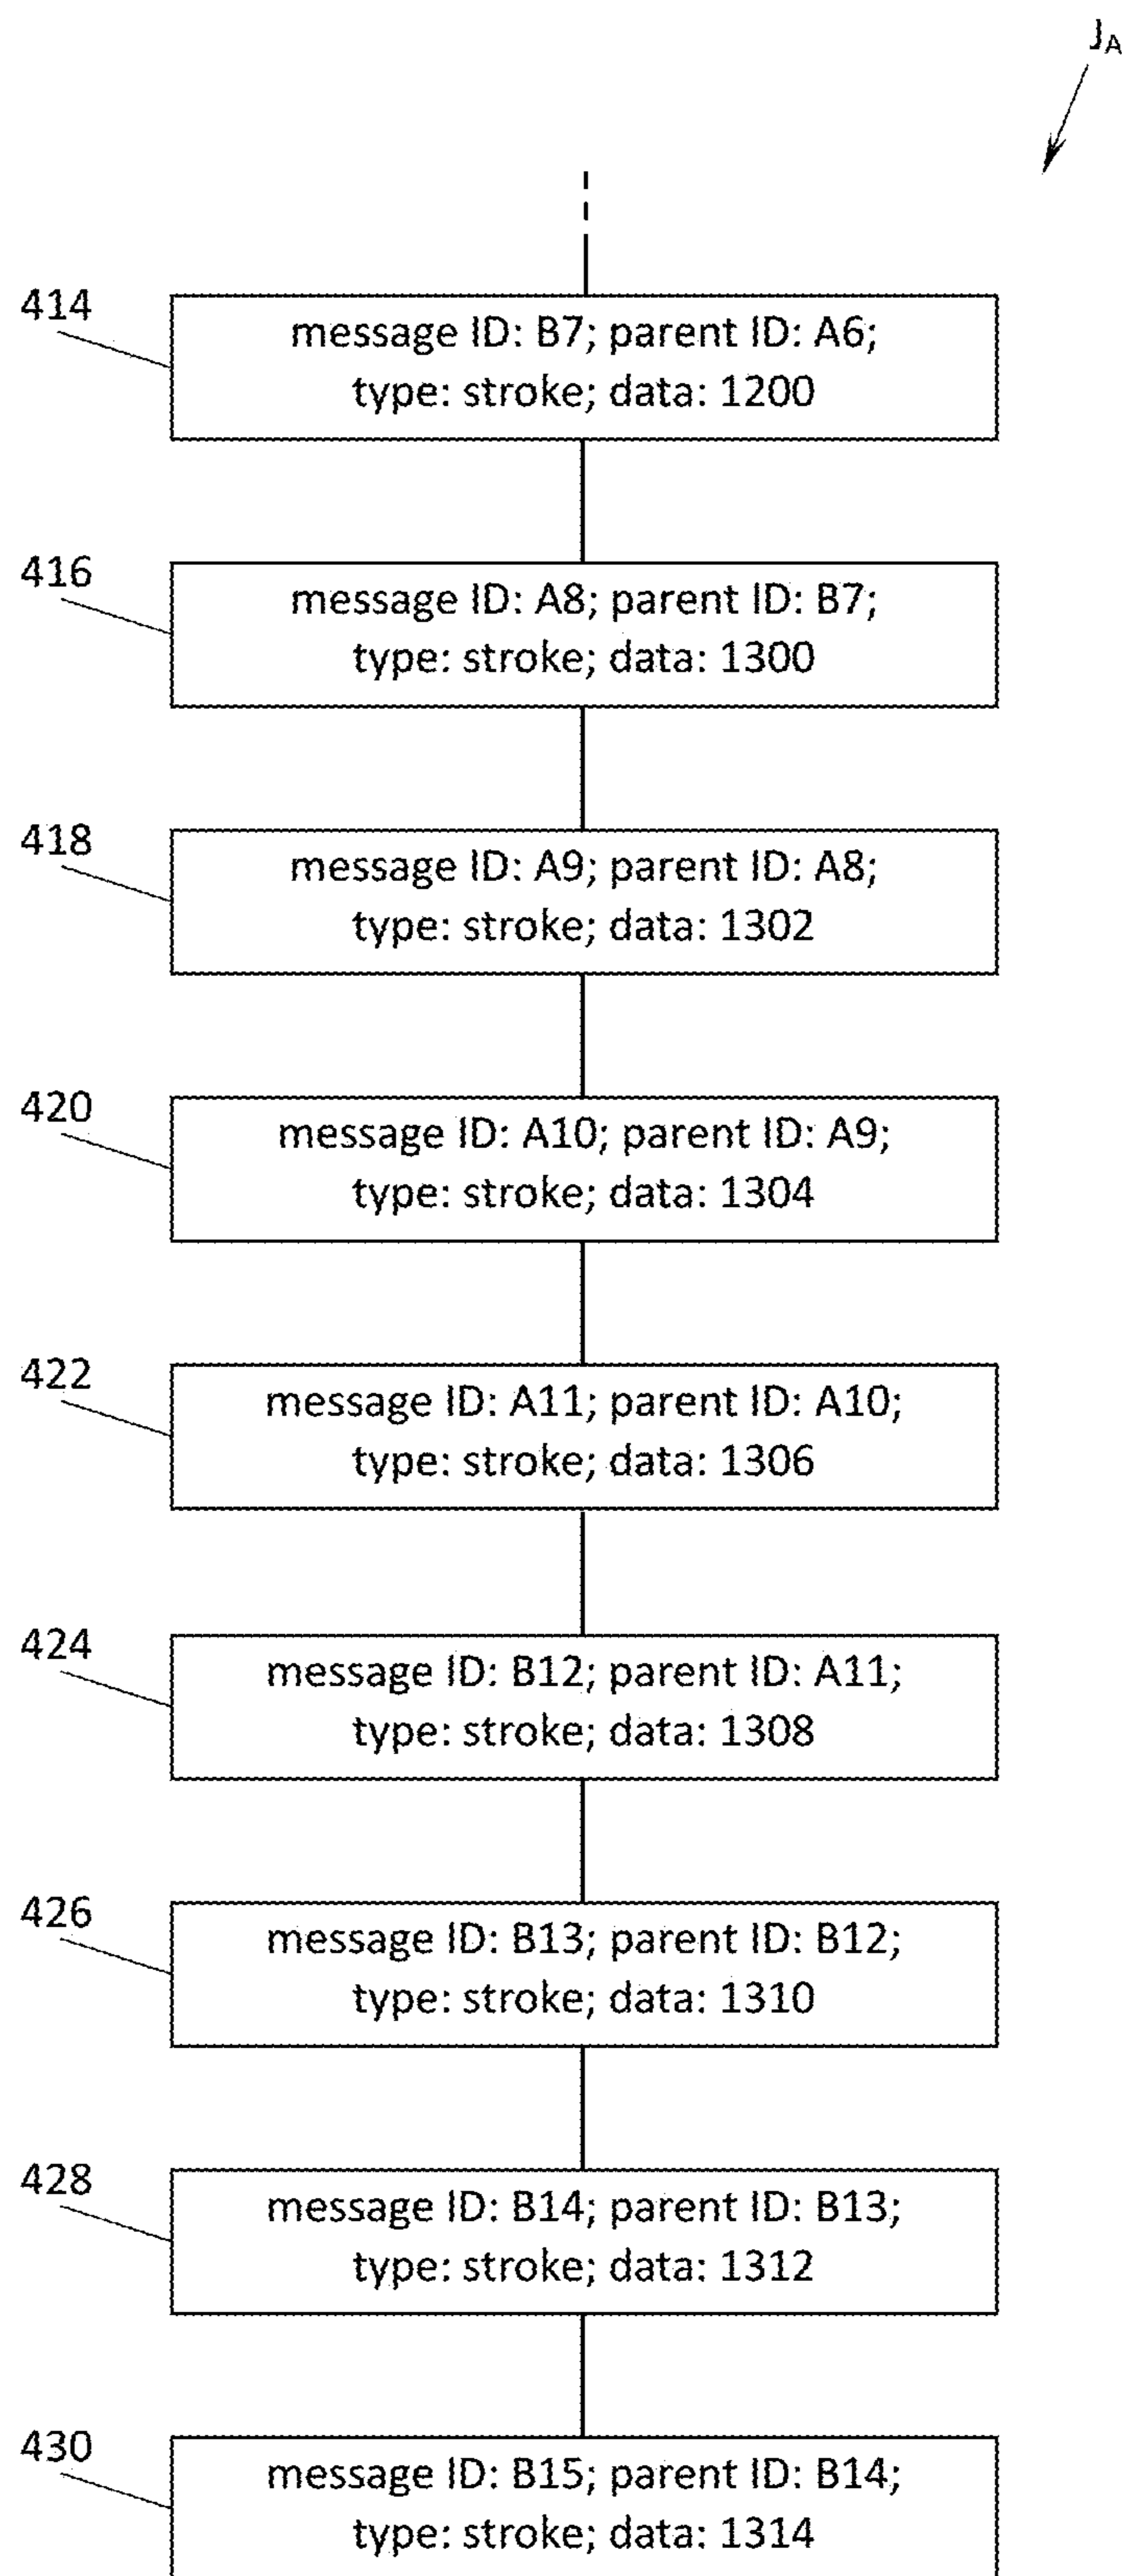 JA
414
message ID: B7; parent ID: A6;
type: stroke; data: 1200
416
message ID: A8; parent ID: B7;
type: stroke; data: 1300
418
message ID: A9; parent ID: A8;
type: stroke; data: 1302
420
message ID: A10; parent ID: A9;
type: stroke; data: 1304
422
message ID: A11; parent ID: A10;
type: stroke; data: 1306
424
message ID: B12; parent ID: A11;
type: stroke; data: 1308
426
message ID: B13; parent ID: B12;
type: stroke; data: 1310
428
message ID: B14; parent ID: B13;
type: stroke; data: 1312
430
message ID: B15; parent ID: B14;
type: stroke; data: 1314